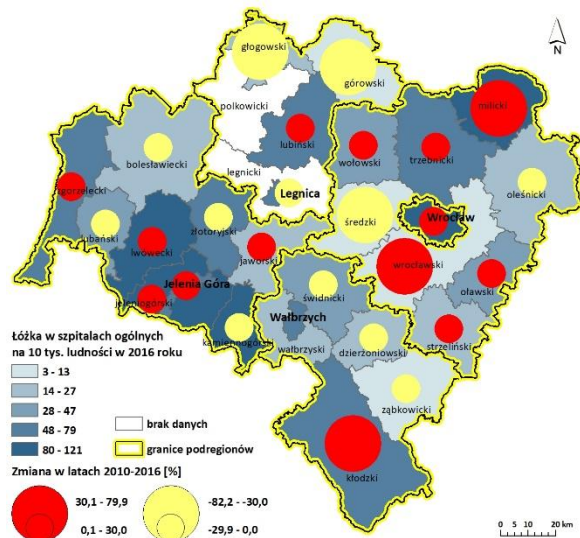 głogowski
górowski
N
polkowicki
milicki
lubiński
wołowski
trzebnicki
bolesławiecki
legnicki
Legnica
oleśnicki
zgorzelecki
średzki
Wrocław
lubański
złotoryjski
lwówecki
jaworski
wrocławski
Jelenia Góra
oławski
jeleniogórski
świdnicki
Wałbrzych
kamiennogórski
strzeliński
wałbrzyski
dzierżoniowski
ząbkowicki
kłodzki
Łóżka w szpitalach ogólnych
na 10 tys. ludności w 2016 roku
3 - 13
14 - 27
28 - 47
48 - 79
80 - 121
brak danych
granice podregionów
Zmiana w latach 2010-2016 [%]
30,1 - 79,9
0,1 - 30,0
-82,2 - -30,0
-29,9 - 0,0
0 5 10 20 km